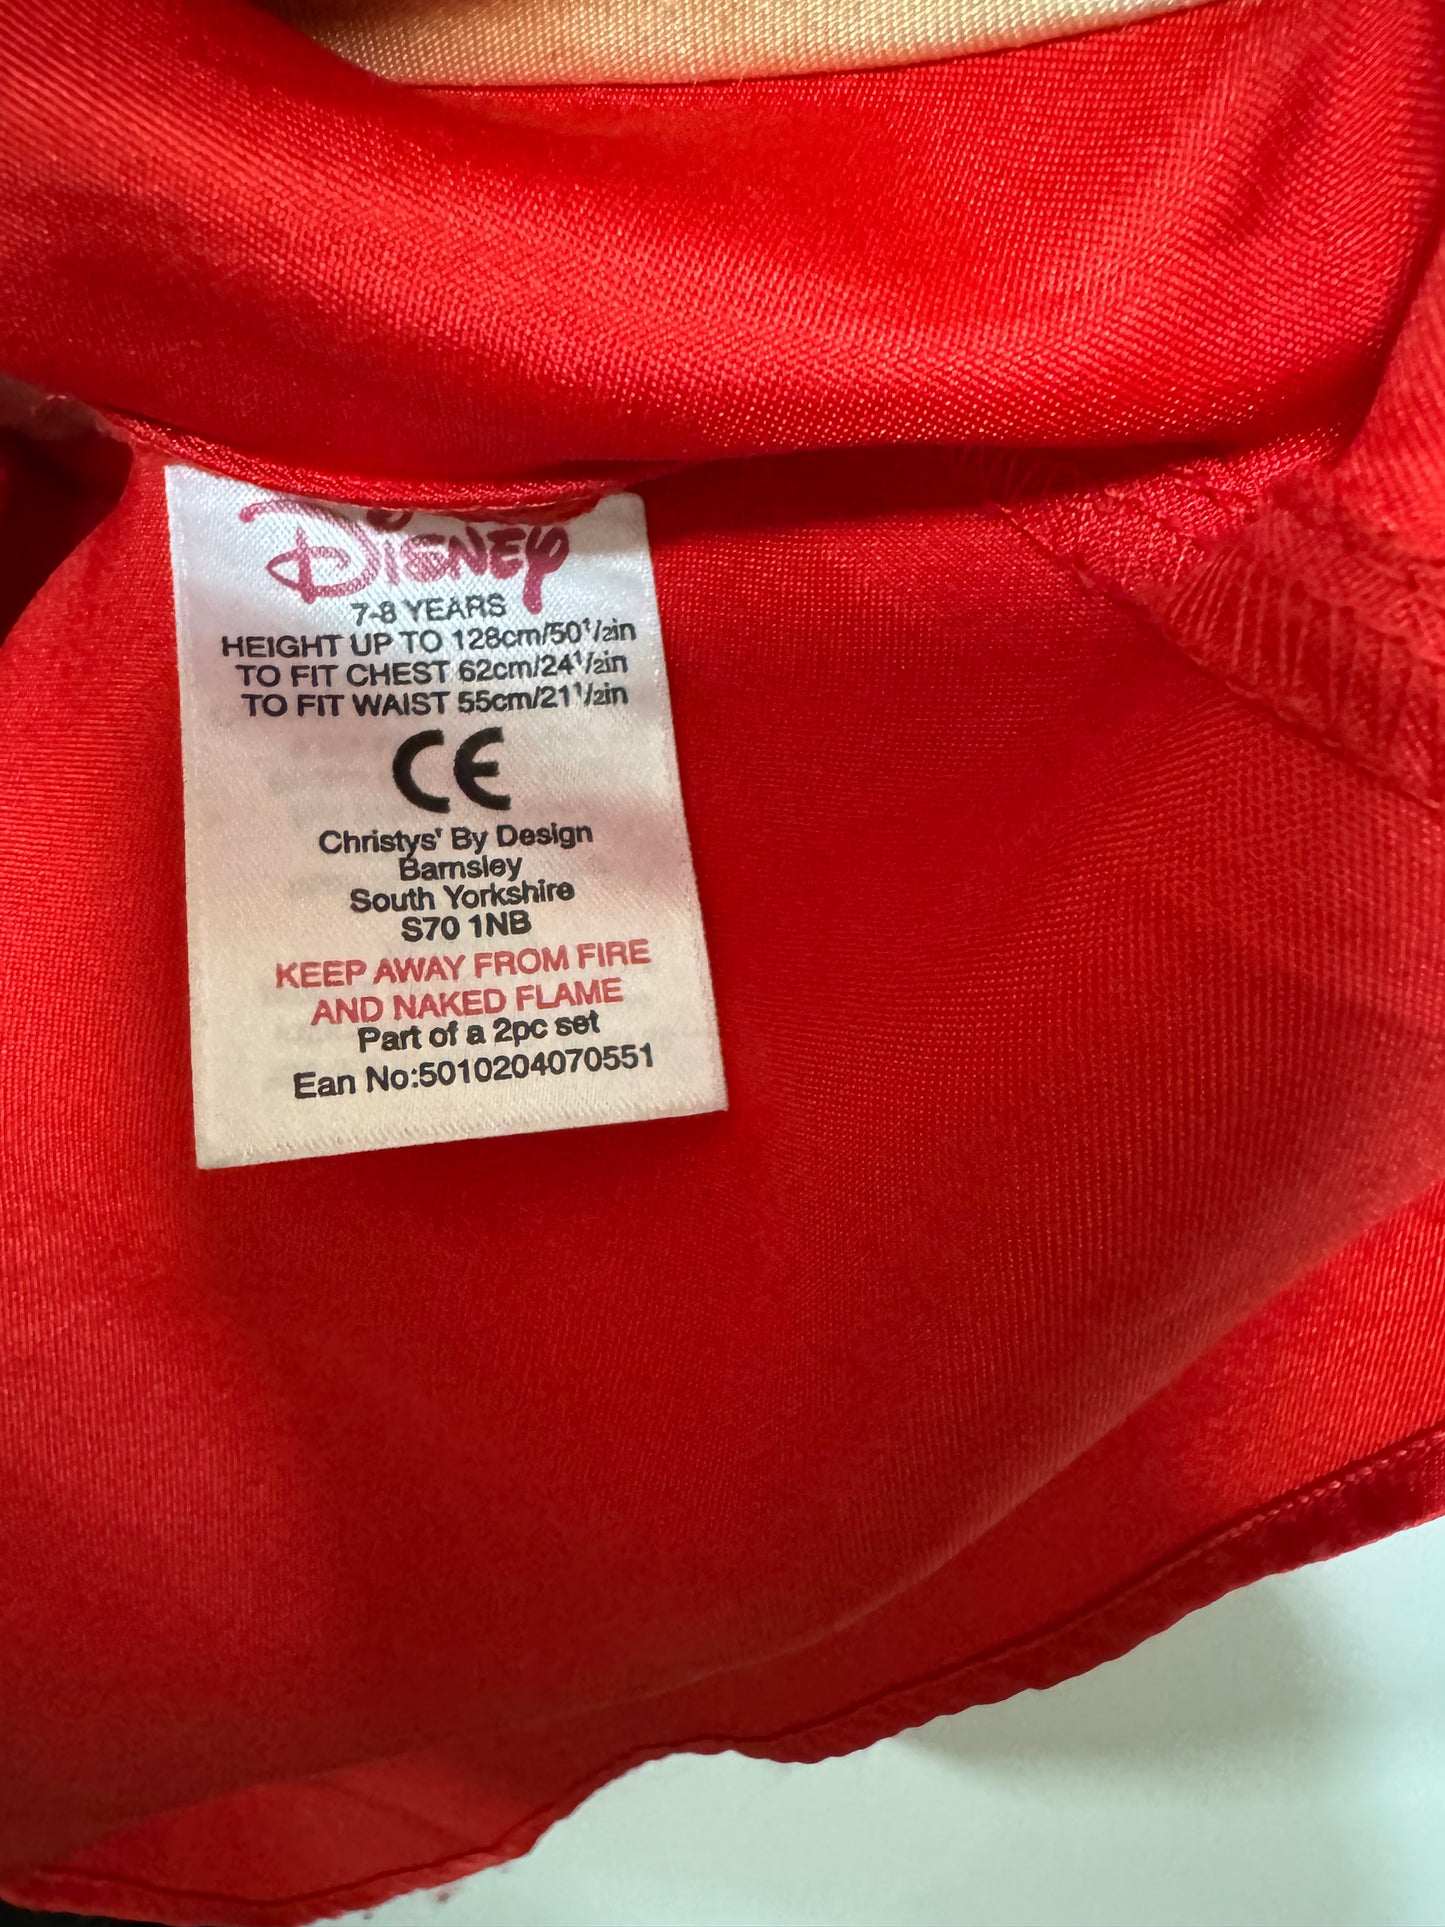 Disney
7-8 YEARS
HEIGHT UP TO 128cm/50¹/2in
TO FIT CHEST 62cm/24¹/2in
TO FIT WAIST 55cm/21¹/2in
CE
Christys' By Design
Barnsley
South Yorkshire
S70 1NB
KEEP AWAY FROM FIRE
AND NAKED FLAME
Part of a 2pc set
Ean No:5010204070551